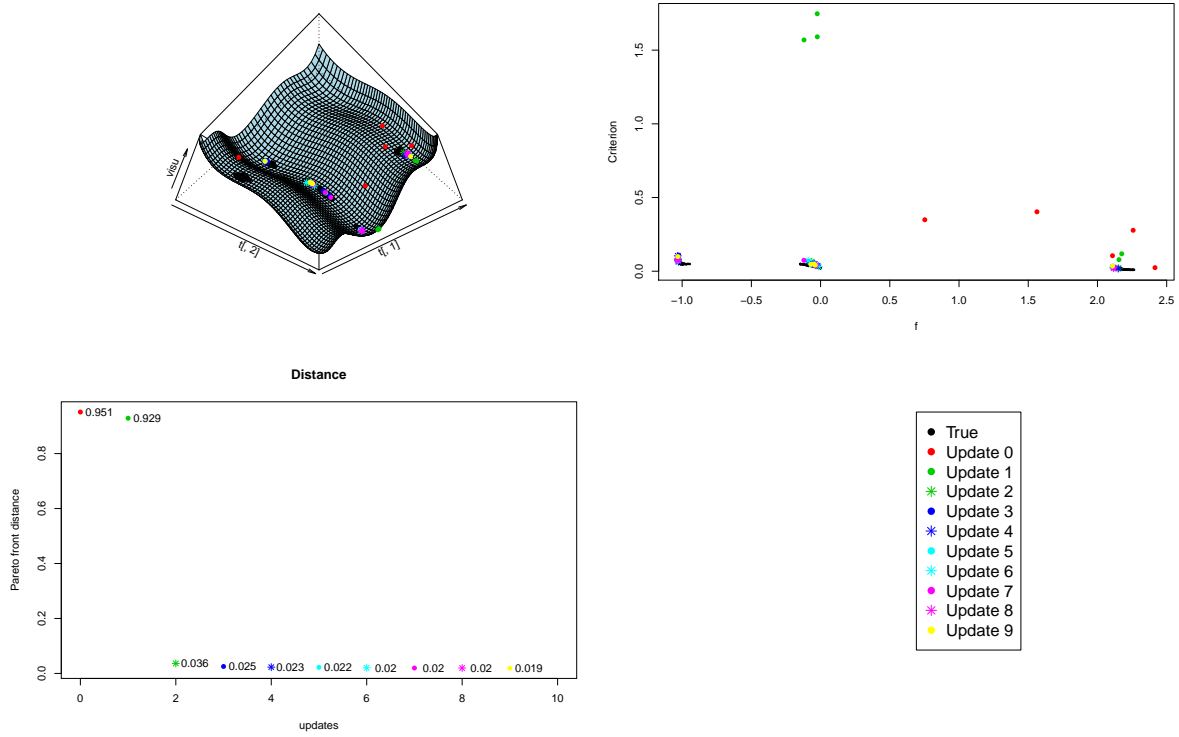 visu
t[, 2]
t[, 1]
Criterion
0.0
0.5
1.0
1.5
−1.0
−0.5
0.0
0.5
1.0
1.5
2.0
2.5
f
Distance
Pareto front distance
0.0
0.2
0.4
0.6
0.8
0.951
0.929
0.036
0.025
0.023
0.022
0.02
0.02
0.02
0.019
0
2
4
6
8
10
updates
True
Update 0
Update 1
Update 2
Update 3
Update 4
Update 5
Update 6
Update 7
Update 8
Update 9